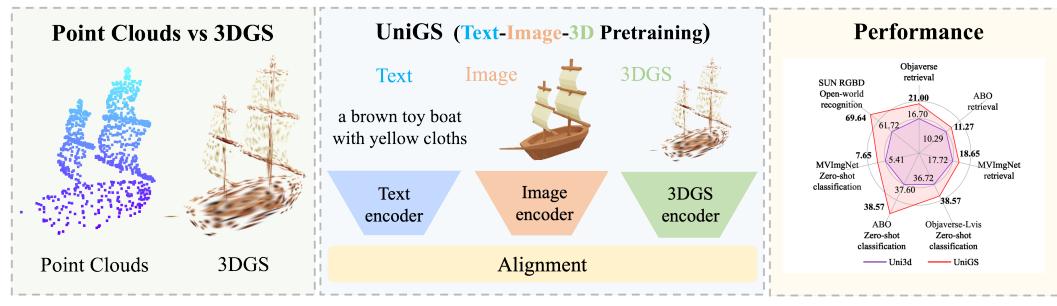 Point Clouds vs 3DGS
Point Clouds
3DGS
UniGS (Text-Image-3D Pretraining)
Text
Image
3DGS
a brown toy boat
with yellow cloths
Text
encoder
Image
encoder
3DGS
encoder
Alignment
Performance
Objaverse
retrieval
21.00
16.70
ABO
retrieval
11.27
10.29
MVImgNet
retrieval
18.65
17.72
Objaverse-Lvis
Zero-shot
classification
38.57
36.72
ABO
Zero-shot
classification
38.57
37.60
MVImgNet
Zero-shot
classification
7.65
5.41
SUN RGBD
Open-world
recognition
69.64
61.72
Uni3d
UniGS